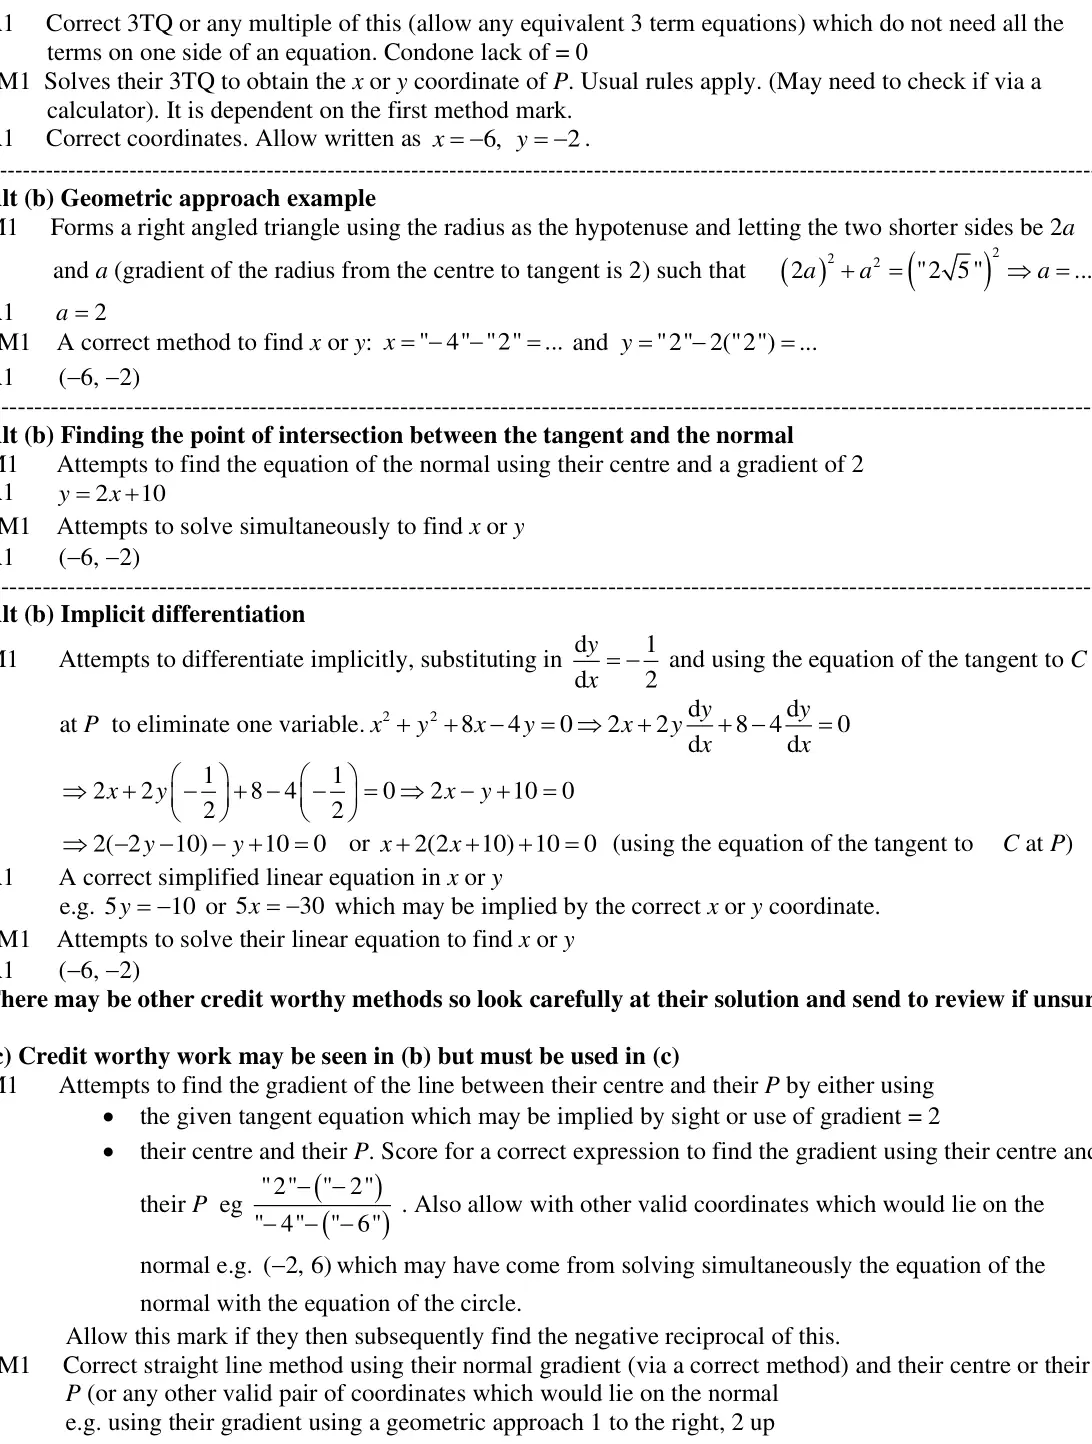 1 Correct 3TQ or any multiple of this (allow any equivalent 3 term equations) which do not need all the
terms on one side of an equation. Condone lack of = 0
M1 Solves their 3TQ to obtain the x or y coordinate of P. Usual rules apply. (May need to check if via a
calculator). It is dependent on the first method mark.
1 Correct coordinates. Allow written as x = −6, y = −2.
lt (b) Geometric approach example
M1 Forms a right angled triangle using the radius as the hypotenuse and letting the two shorter sides be 2a
and a (gradient of the radius from the centre to tangent is 2) such that (2a)² + a² = ("2√5")² ⇒ a = ...
1 a = 2
M1 A correct method to find x or y: x = "−4"−"2" = ... and y = "2"−2("2") = ...
1 (−6, −2)
lt (b) Finding the point of intersection between the tangent and the normal
M1 Attempts to find the equation of the normal using their centre and a gradient of 2
1 y = 2x + 10
M1 Attempts to solve simultaneously to find x or y
1 (−6, −2)
lt (b) Implicit differentiation
M1 Attempts to differentiate implicitly, substituting in dy/dx = −1/2 and using the equation of the tangent to C
at P to eliminate one variable. x² + y² + 8x − 4y = 0 ⇒ 2x + 2y dy/dx + 8 − 4 dy/dx = 0
⇒ 2x + 2y(−1/2) + 8 − 4(−1/2) = 0 ⇒ 2x − y + 10 = 0
⇒ 2(−2y − 10) − y + 10 = 0 or x + 2(2x + 10) + 10 = 0 (using the equation of the tangent to C at P)
1 A correct simplified linear equation in x or y
e.g. 5y = −10 or 5x = −30 which may be implied by the correct x or y coordinate.
M1 Attempts to solve their linear equation to find x or y
1 (−6, −2)
There may be other credit worthy methods so look carefully at their solution and send to review if unsur
c) Credit worthy work may be seen in (b) but must be used in (c)
M1 Attempts to find the gradient of the line between their centre and their P by either using
• the given tangent equation which may be implied by sight or use of gradient = 2
• their centre and their P. Score for a correct expression to find the gradient using their centre and
their P eg ("2"−("−2"))/("−4"−("−6")) . Also allow with other valid coordinates which would lie on the
normal e.g. (−2, 6) which may have come from solving simultaneously the equation of the
normal with the equation of the circle.
Allow this mark if they then subsequently find the negative reciprocal of this.
M1 Correct straight line method using their normal gradient (via a correct method) and their centre or their
P (or any other valid pair of coordinates which would lie on the normal
e.g. using their gradient using a geometric approach 1 to the right, 2 up